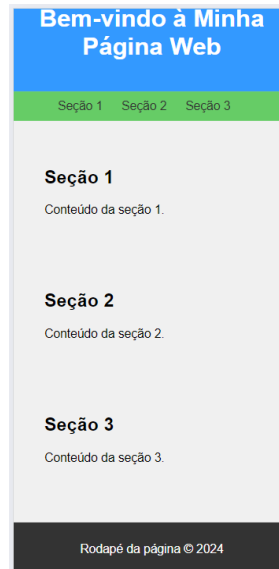 Bem-vindo à Minha
Página Web
Seção 1 Seção 2 Seção 3
Seção 1
Conteúdo da seção 1.
Seção 2
Conteúdo da seção 2.
Seção 3
Conteúdo da seção 3.
Rodapé da página © 2024